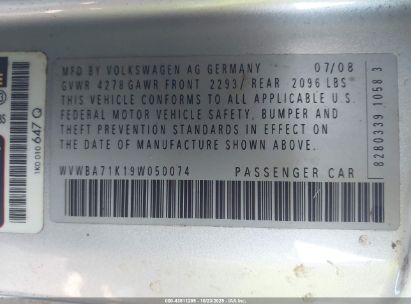 MFD BY VOLKSWAGEN AG GERMANY 07/08
GVWR 4278 GAWR FRONT 2293/ REAR 2096 LBS
THIS VEHICLE CONFORMS TO ALL APPLICABLE U.S.
FEDERAL MOTOR VEHICLE SAFETY, BUMPER AND
THEFT PREVENTION STANDARDS IN EFFECT ON
THE DATE OF MANUFACTURE SHOWN ABOVE.
WVWBA71K19W050074 PASSENGER CAR
8280339 1058 3
1K0 010 647 Q